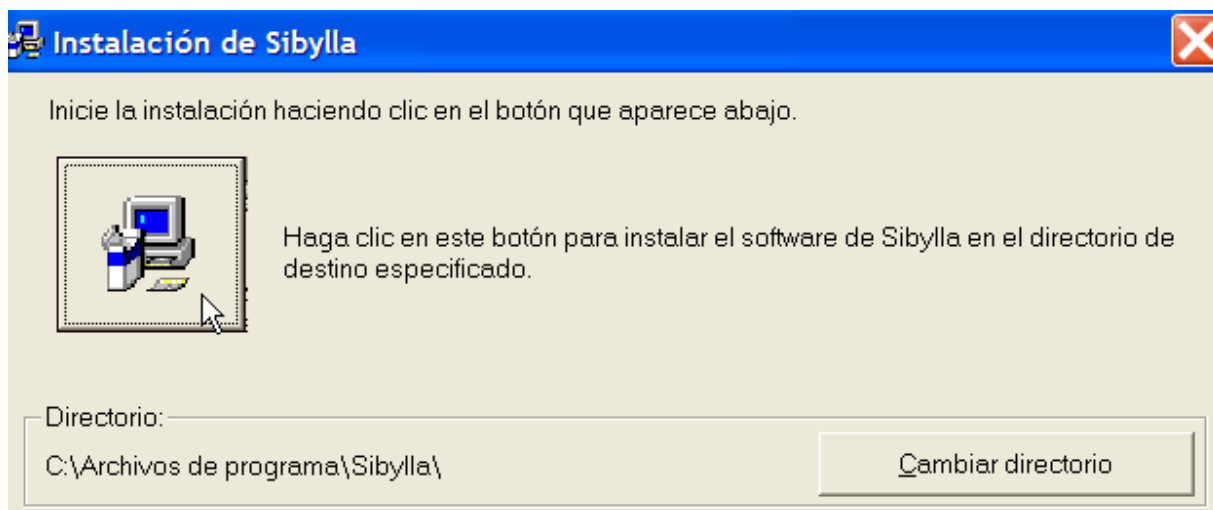 Instalación de Sibylla
Inicie la instalación haciendo clic en el botón que aparece abajo.
Haga clic en este botón para instalar el software de Sibylla en el directorio de
destino especificado.
Directorio:
C:\Archivos de programa\Sibylla\
Cambiar directorio